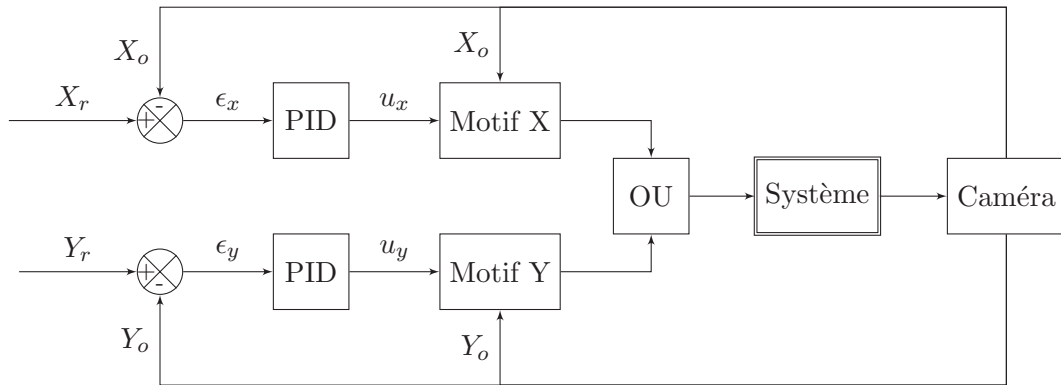 X_o
X_o
X_r
+
-
ϵ_x
PID
u_x
Motif X
OU
Système
Caméra
Y_r
+
-
ϵ_y
PID
u_y
Motif Y
Y_o
Y_o